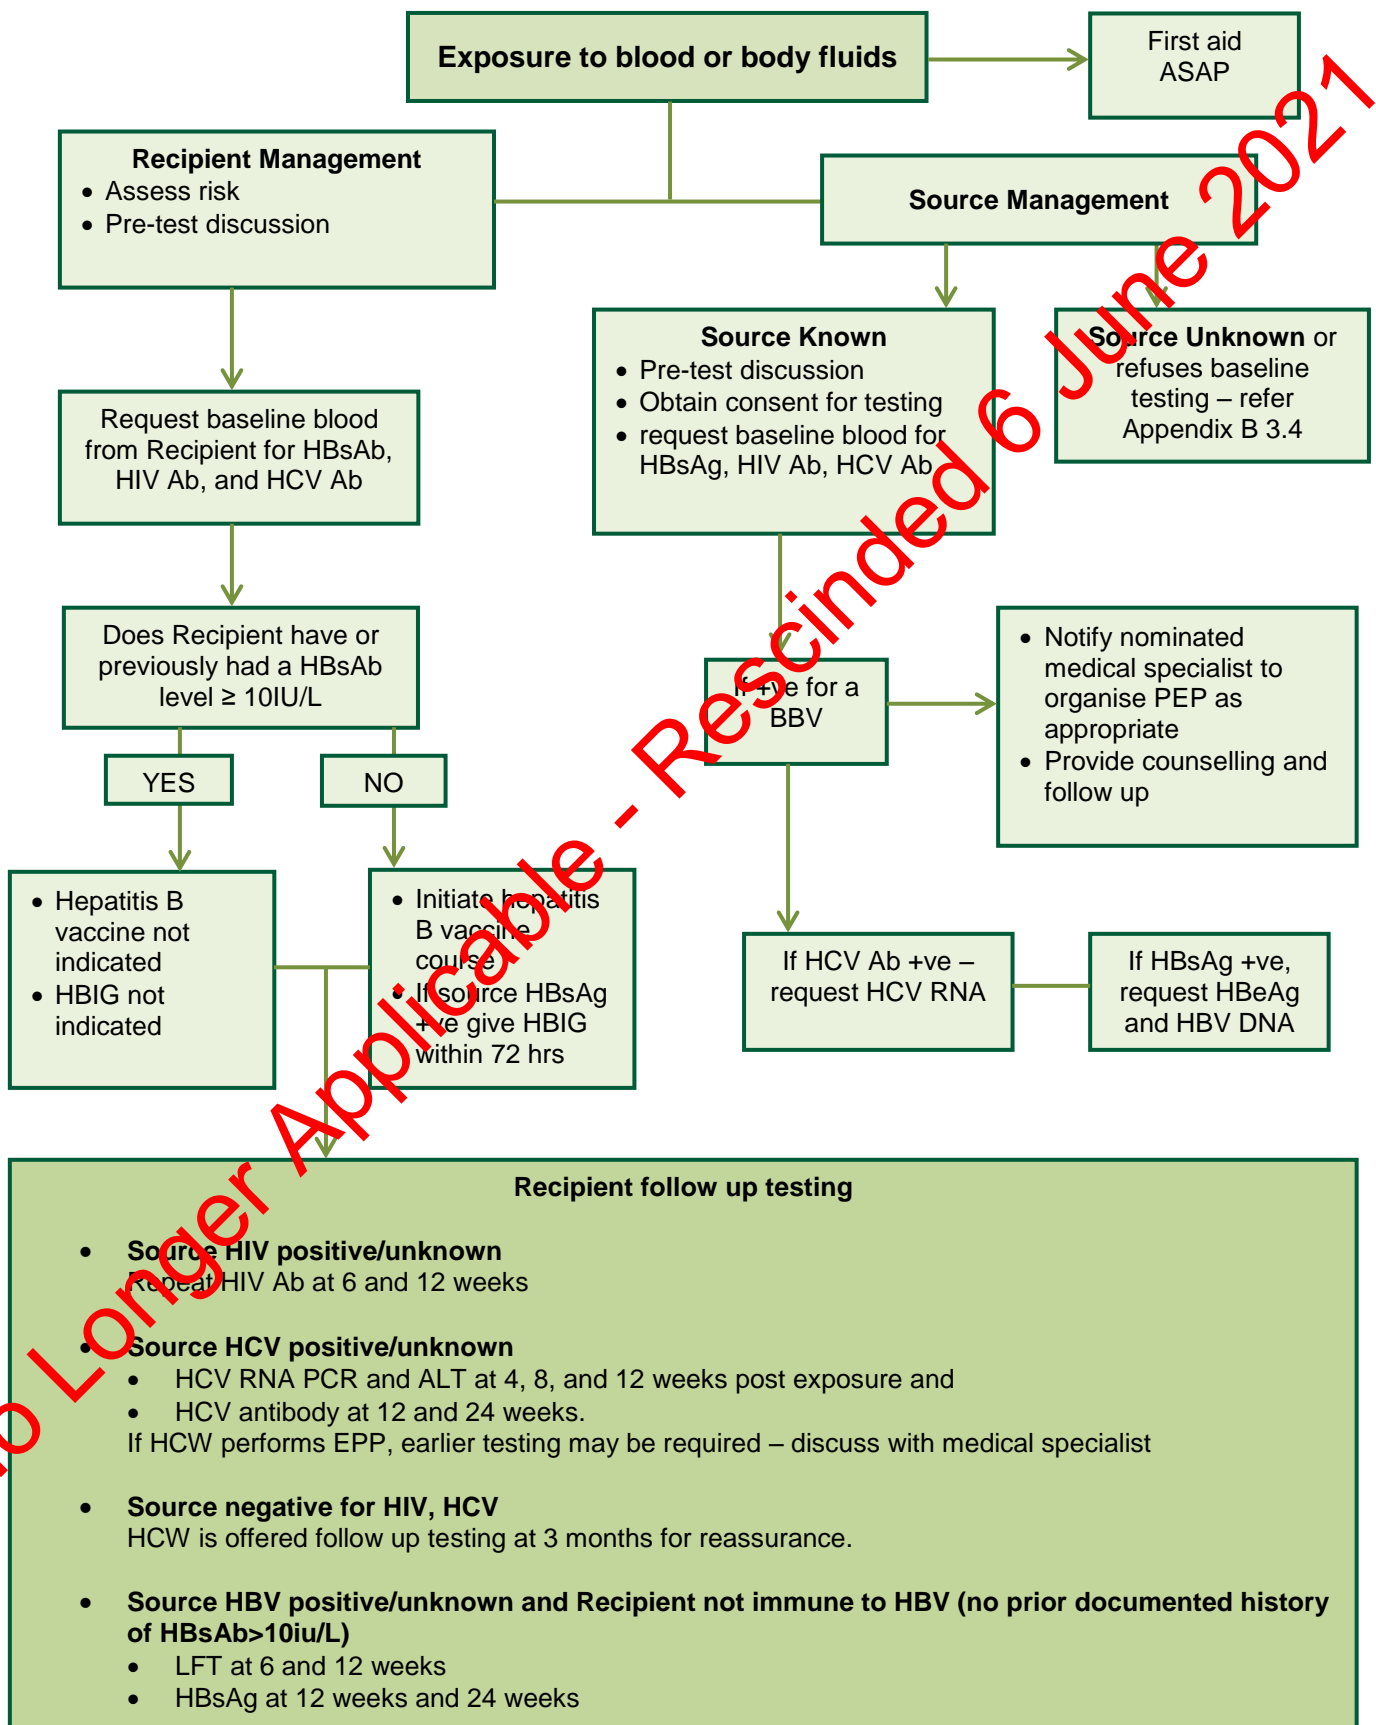 Exposure to blood or body fluids
First aid
ASAP
Recipient Management
• Assess risk
• Pre-test discussion
Source Management
Source Known
• Pre-test discussion
• Obtain consent for testing
• request baseline blood for
HBsAg, HIV Ab, HCV Ab
Source Unknown or
refuses baseline
testing – refer
Appendix B 3.4
Request baseline blood
from Recipient for HBsAb,
HIV Ab, and HCV Ab
Does Recipient have or
previously had a HBsAb
level ≥ 10IU/L
YES
NO
• Hepatitis B
vaccine not
indicated
• HBIG not
indicated
• Initiate hepatitis
B vaccine
course
• If source HBsAg
+ve give HBIG
within 72 hrs
If +ve for a
BBV
• Notify nominated
medical specialist to
organise PEP as
appropriate
• Provide counselling and
follow up
If HCV Ab +ve –
request HCV RNA
If HBsAg +ve,
request HBeAg
and HBV DNA
Recipient follow up testing
• Source HIV positive/unknown
Repeat HIV Ab at 6 and 12 weeks
• Source HCV positive/unknown
• HCV RNA PCR and ALT at 4, 8, and 12 weeks post exposure and
• HCV antibody at 12 and 24 weeks.
If HCW performs EPP, earlier testing may be required – discuss with medical specialist
• Source negative for HIV, HCV
HCW is offered follow up testing at 3 months for reassurance.
• Source HBV positive/unknown and Recipient not immune to HBV (no prior documented history
of HBsAb>10iu/L)
• LFT at 6 and 12 weeks
• HBsAg at 12 weeks and 24 weeks
o Longer Applicable - Rescinded 6 June 2021